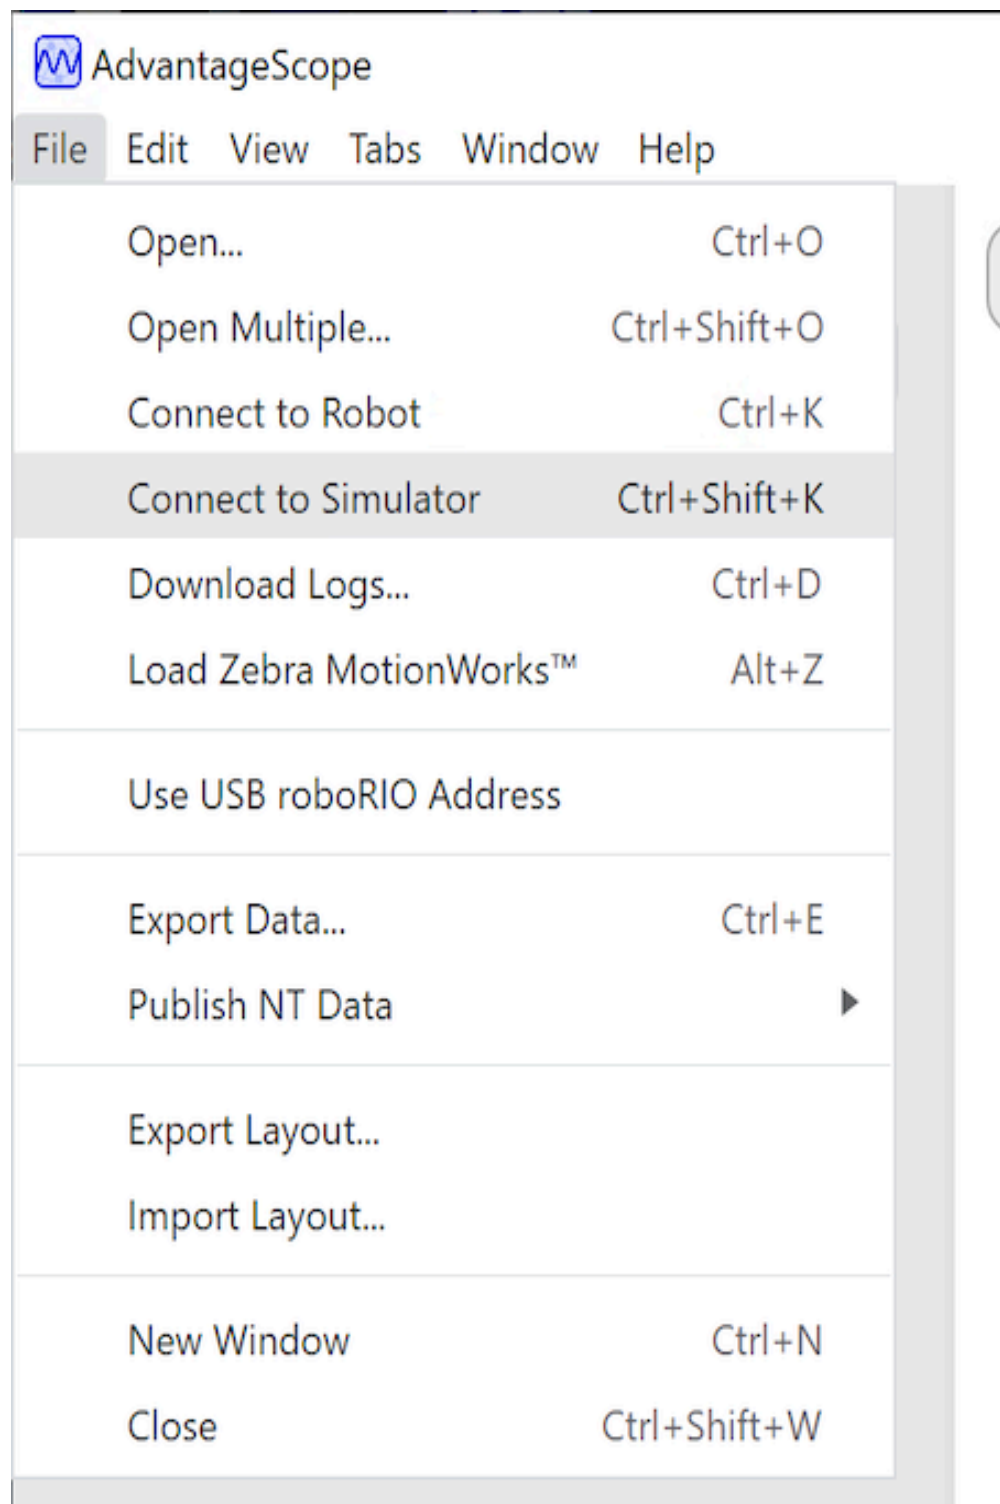 AdvantageScope
File Edit View Tabs Window Help
Open... Ctrl+O
Open Multiple... Ctrl+Shift+O
Connect to Robot Ctrl+K
Connect to Simulator Ctrl+Shift+K
Download Logs... Ctrl+D
Load Zebra MotionWorks™ Alt+Z
Use USB roboRIO Address
Export Data... Ctrl+E
Publish NT Data
Export Layout...
Import Layout...
New Window Ctrl+N
Close Ctrl+Shift+W